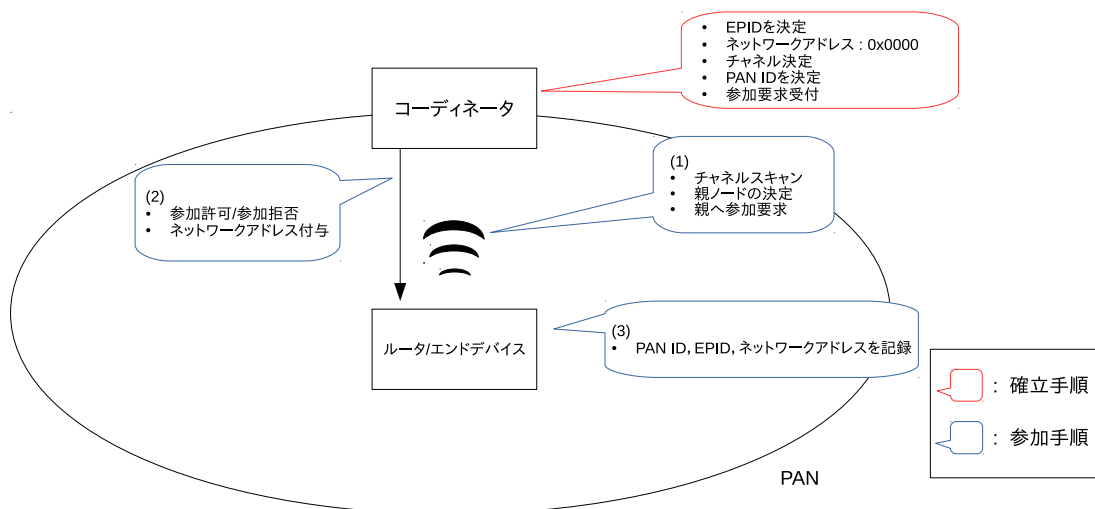 • EPIDを決定
• ネットワークアドレス : 0x0000
• チャネル決定
• PAN IDを決定
• 参加要求受付
コーディネータ
(1)
• チャネルスキャン
• 親ノードの決定
• 親へ参加要求
(2)
• 参加許可/参加拒否
• ネットワークアドレス付与
ルータ/エンドデバイス
(3)
• PAN ID, EPID, ネットワークアドレスを記録
: 確立手順
: 参加手順
PAN